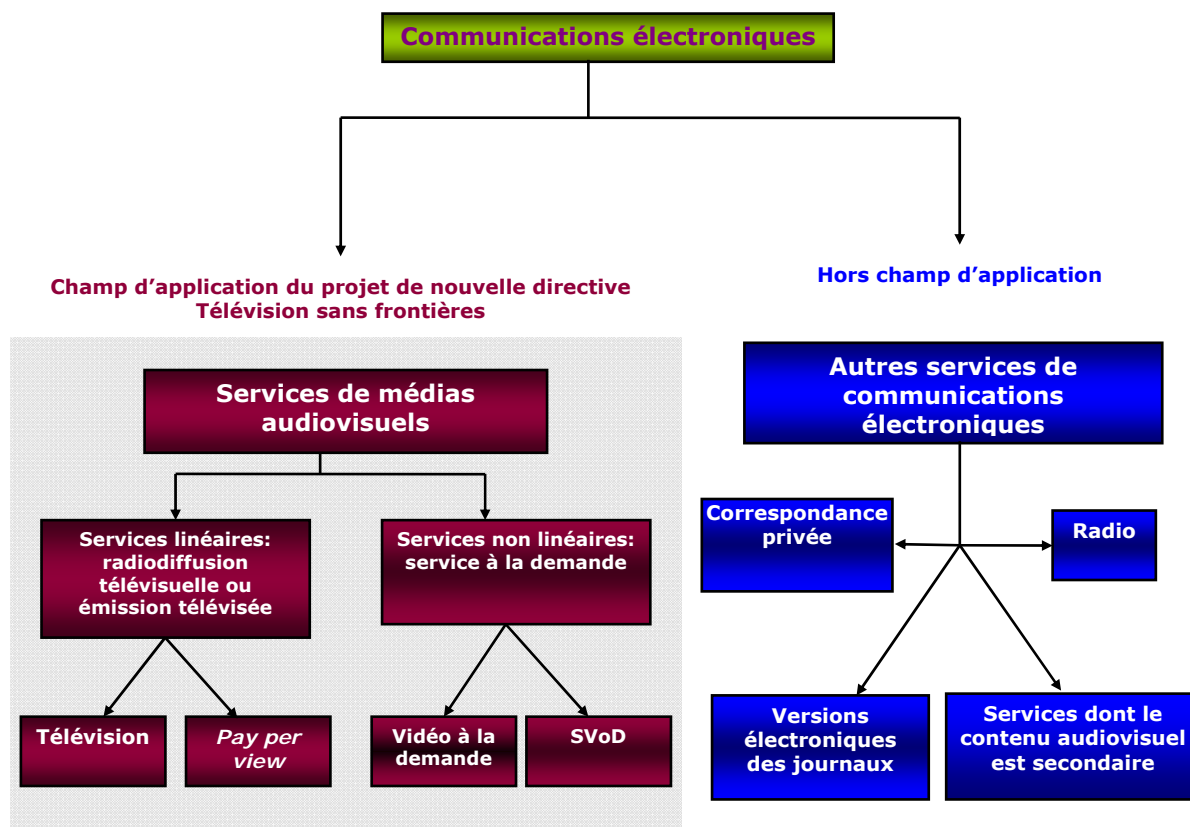 Communications électroniques
Champ d’application du projet de nouvelle directive
Télévision sans frontières
Hors champ d’application
Services de médias
audiovisuels
Autres services de
communications
électroniques
Services linéaires:
radiodiffusion
télévisuelle ou
émission télévisée
Services non linéaires:
service à la demande
Correspondance
privée
Radio
Télévision
Pay per
view
Vidéo à la
demande
SVoD
Versions
électroniques
des journaux
Services dont le
contenu audiovisuel
est secondaire